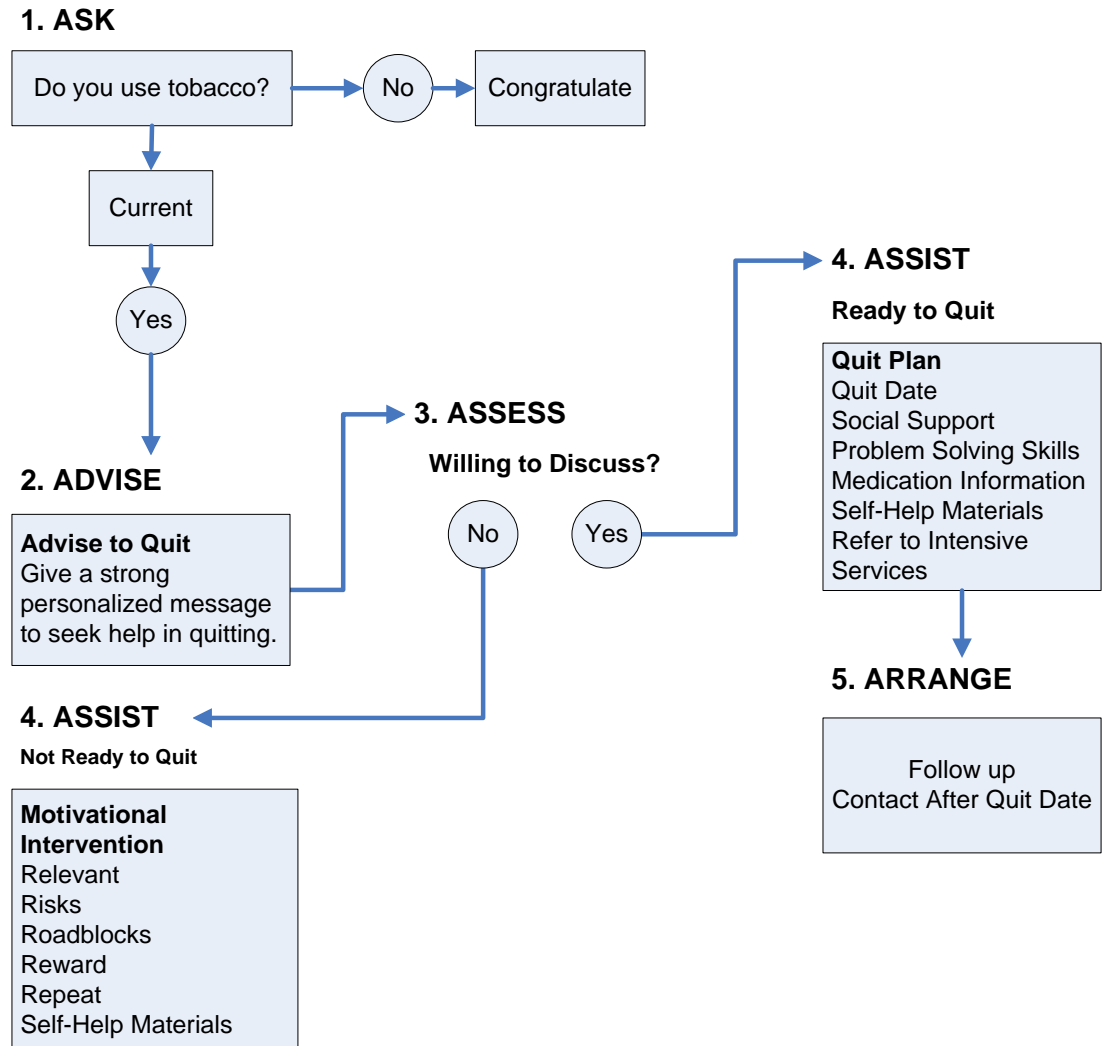 1. ASK
Do you use tobacco?
No
Congratulate
Current
Yes
2. ADVISE
Advise to Quit
Give a strong
personalized message
to seek help in quitting.
3. ASSESS
Willing to Discuss?
No
Yes
4. ASSIST
Not Ready to Quit
Motivational
Intervention
Relevant
Risks
Roadblocks
Reward
Repeat
Self-Help Materials
4. ASSIST
Ready to Quit
Quit Plan
Quit Date
Social Support
Problem Solving Skills
Medication Information
Self-Help Materials
Refer to Intensive
Services
5. ARRANGE
Follow up
Contact After Quit Date